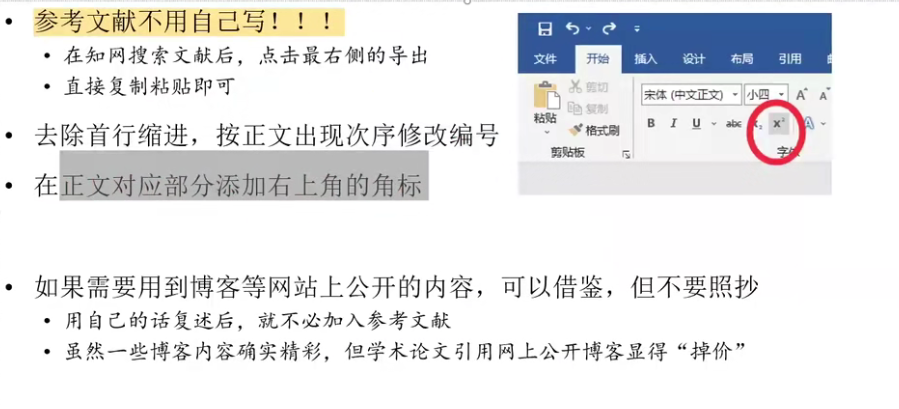 参考文献不用自己写！！！
在知网搜索文献后，点击最右侧的导出
直接复制粘贴即可
去除首行缩进，按正文出现次序修改编号
在正文对应部分添加右上角的角标
如果需要用到博客等网站上公开的内容，可以借鉴，但不要照抄
用自己的话复述后，就不必加入参考文献
虽然一些博客内容确实精彩，但学术论文引用网上公开博客显得“掉价”
文件 开始 插入 设计 布局 引用
剪切
宋体 (中文正文) 小四 A A
复制
粘贴
格式刷
B I U abc X₂ X² A
剪贴板
字体